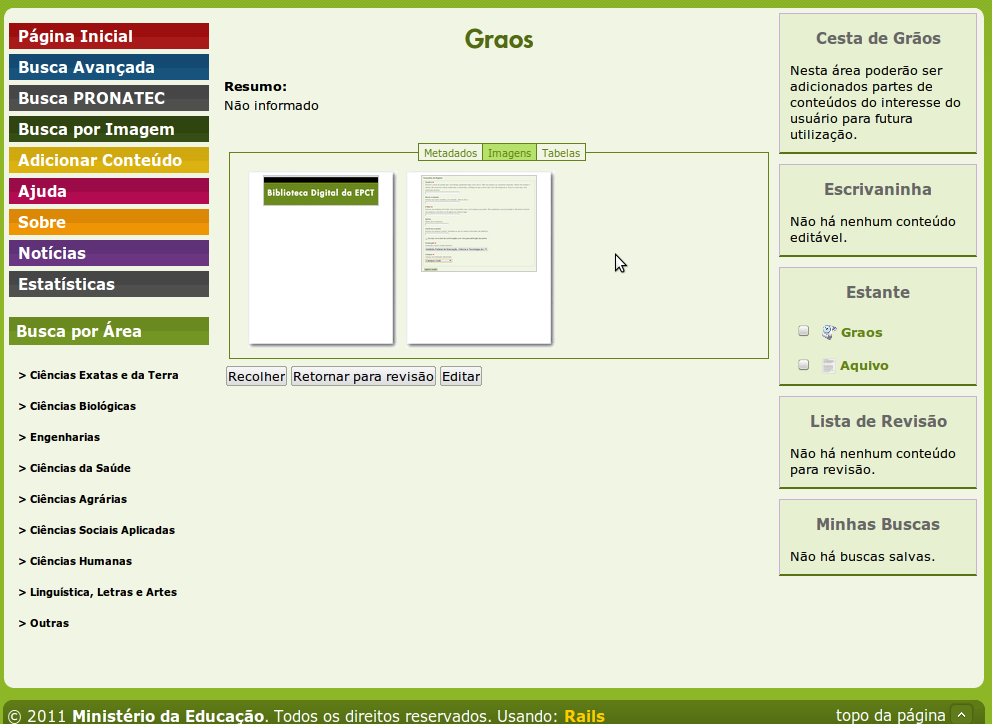 Página Inicial
Busca Avançada
Busca PRONATEC
Busca por Imagem
Adicionar Conteúdo
Ajuda
Sobre
Notícias
Estatísticas
Busca por Área
> Ciências Exatas e da Terra
> Ciências Biológicas
> Engenharias
> Ciências da Saúde
> Ciências Agrárias
> Ciências Sociais Aplicadas
> Ciências Humanas
> Linguística, Letras e Artes
> Outras
Graos
Resumo:
Não informado
Metadados Imagens Tabelas
Biblioteca Digital da EPCT
Recolher Retornar para revisão Editar
Cesta de Grãos
Nesta área poderão ser
adicionados partes de
conteúdos do interesse do
usuário para futura
utilização.
Escrivaninha
Não há nenhum conteúdo
editável.
Estante
Graos
Aquivo
Lista de Revisão
Não há nenhum conteúdo
para revisão.
Minhas Buscas
Não há buscas salvas.
© 2011 Ministério da Educação. Todos os direitos reservados. Usando: Rails
topo da página